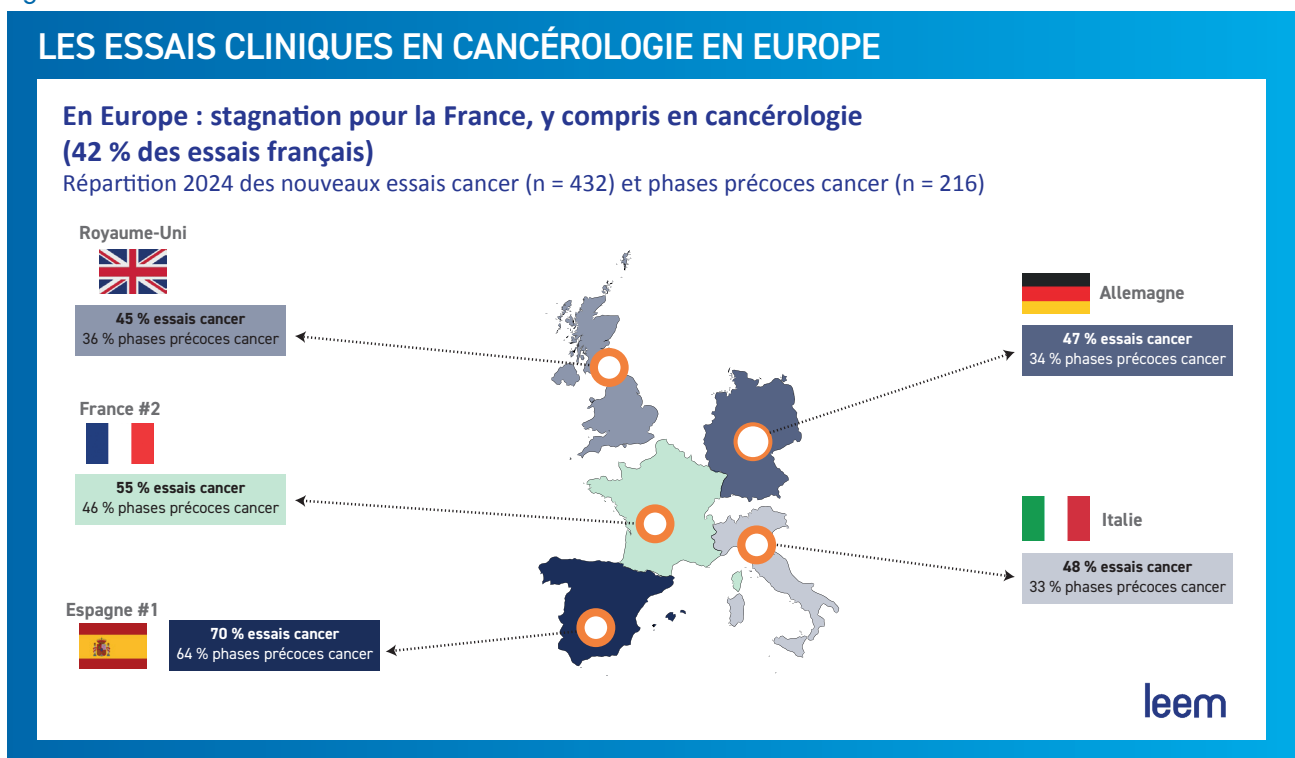 LES ESSAIS CLINIQUES EN CANCÉROLOGIE EN EUROPE
En Europe : stagnation pour la France, y compris en cancérologie
(42 % des essais français)
Répartition 2024 des nouveaux essais cancer (n = 432) et phases précoces cancer (n = 216)
Royaume-Uni
45 % essais cancer
36 % phases précoces cancer
Allemagne
47 % essais cancer
34 % phases précoces cancer
France #2
55 % essais cancer
46 % phases précoces cancer
Italie
48 % essais cancer
33 % phases précoces cancer
Espagne #1
70 % essais cancer
64 % phases précoces cancer
leem